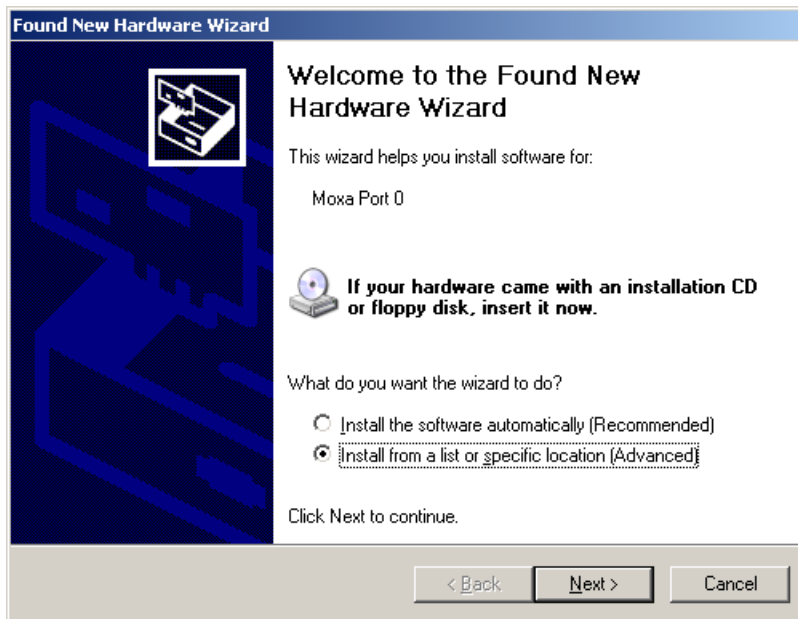 Found New Hardware Wizard
Welcome to the Found New
Hardware Wizard
This wizard helps you install software for:
Moxa Port 0
If your hardware came with an installation CD
or floppy disk, insert it now.
What do you want the wizard to do?
Install the software automatically (Recommended)
Install from a list or specific location (Advanced)
Click Next to continue.
< Back Next > Cancel